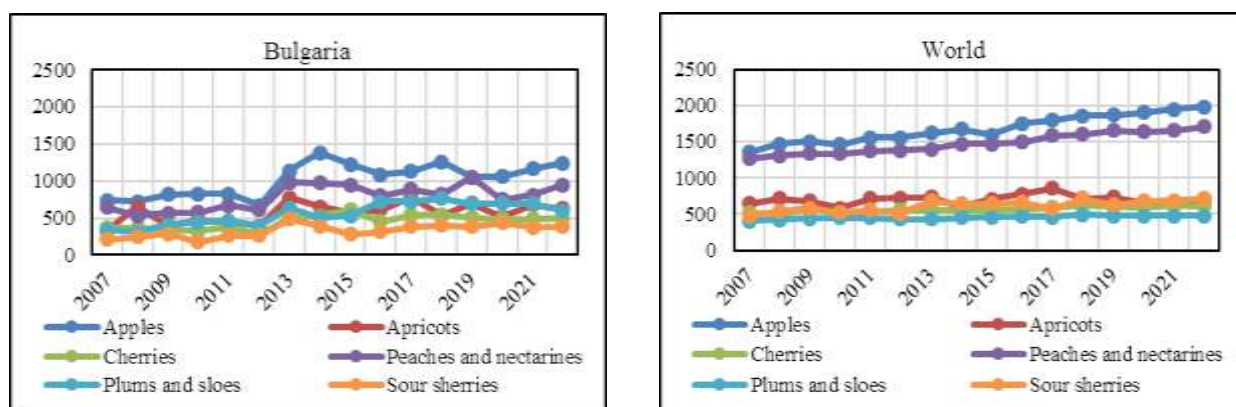 Bulgaria
2500
2000
1500
1000
500
0
2007 2009 2011 2013 2015 2017 2019 2021
Apples Apricots
Cherries Peaches and nectarines
Plums and sloes Sour sherries
World
2500
2000
1500
1000
500
0
2007 2009 2011 2013 2015 2017 2019 2021
Apples Apricots
Cherries Peaches and nectarines
Plums and sloes Sour sherries